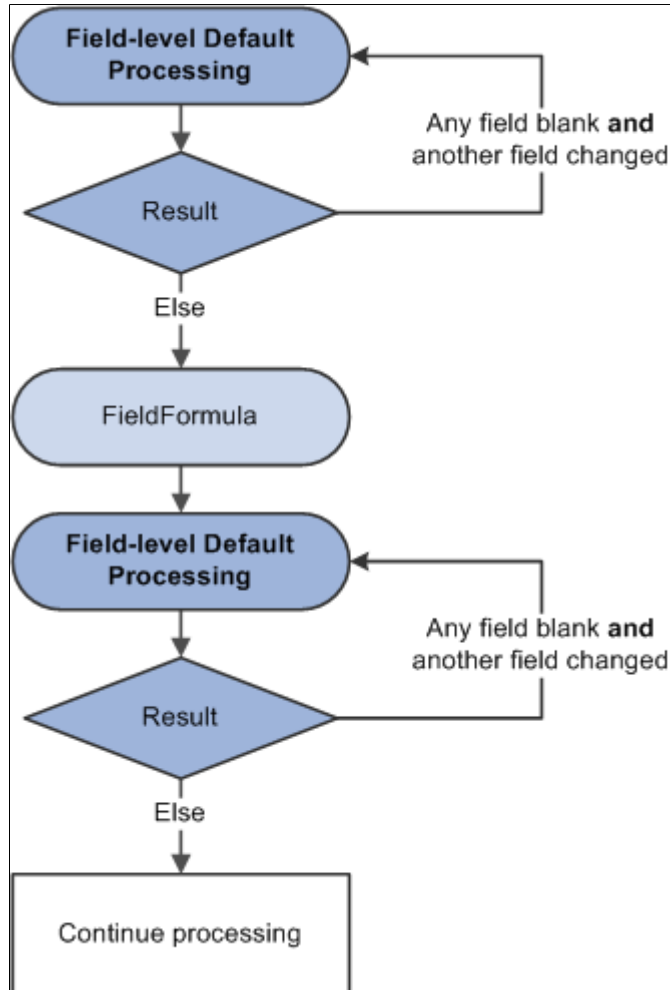 Field-level Default
Processing
Any field blank and
another field changed
Result
Else
FieldFormula
Field-level Default
Processing
Any field blank and
another field changed
Result
Else
Continue processing